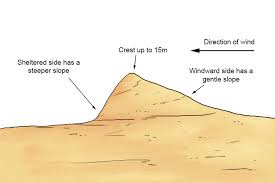 Crest up to 15m
Direction of wind
Sheltered side has a
steeper slope
Windward side has a
gentle slope